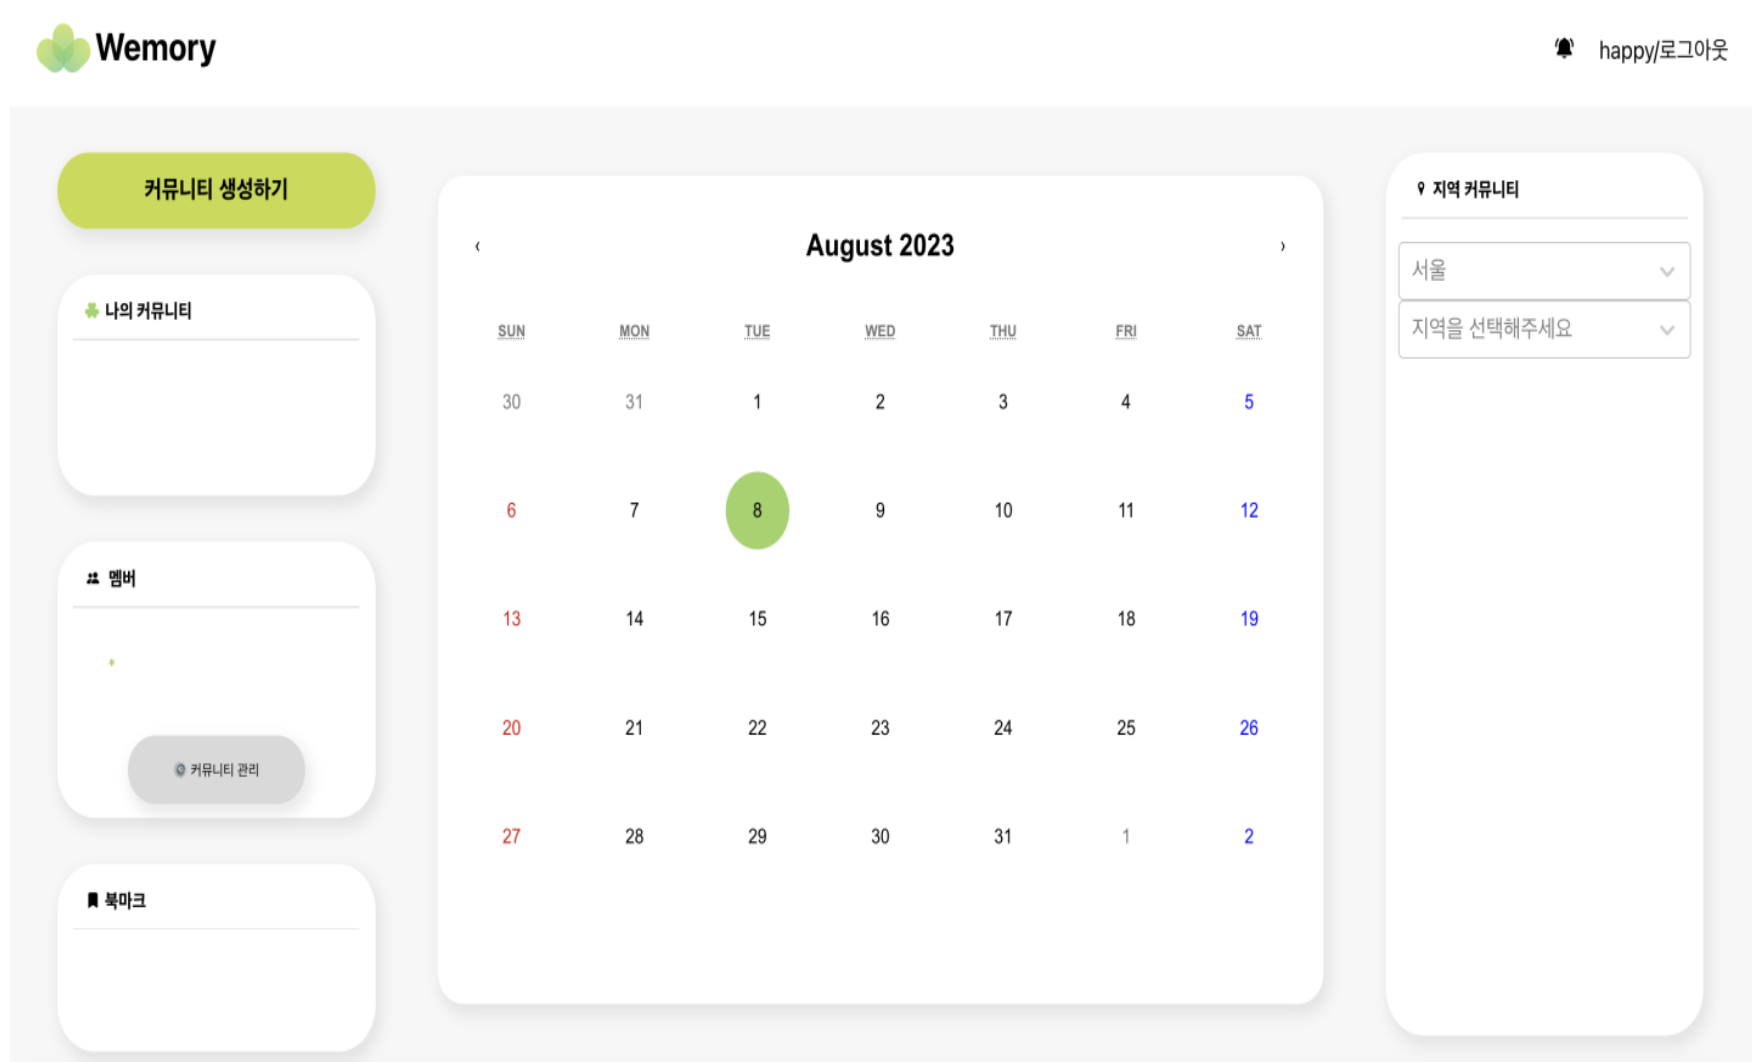 Wemory
happy/로그아웃
커뮤니티 생성하기
나의 커뮤니티
멤버
커뮤니티 관리
북마크
‹ August 2023 ›
SUN MON TUE WED THU FRI SAT
30 31 1 2 3 4 5
6 7 8 9 10 11 12
13 14 15 16 17 18 19
20 21 22 23 24 25 26
27 28 29 30 31 1 2
지역 커뮤니티
서울
지역을 선택해주세요